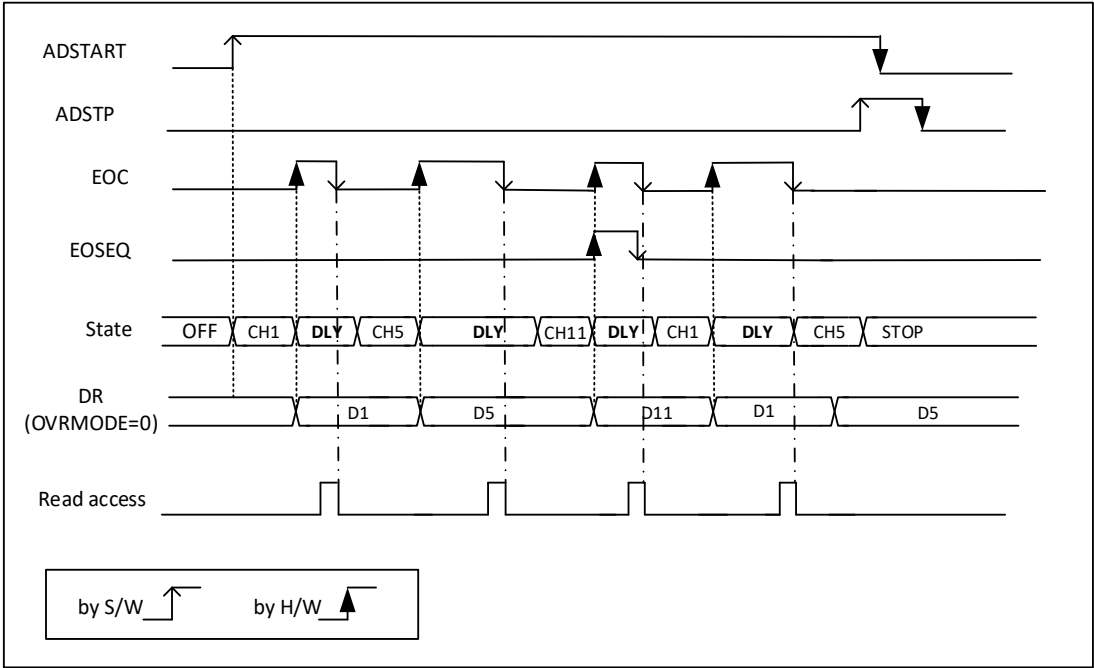 ADSTART
ADSTP
EOC
EOSEQ
State OFF CH1 DLY CH5 DLY CH11 DLY CH1 DLY CH5 STOP
DR
(OVRMODE=0) D1 D5 D11 D1 D5
Read access
by S/W by H/W